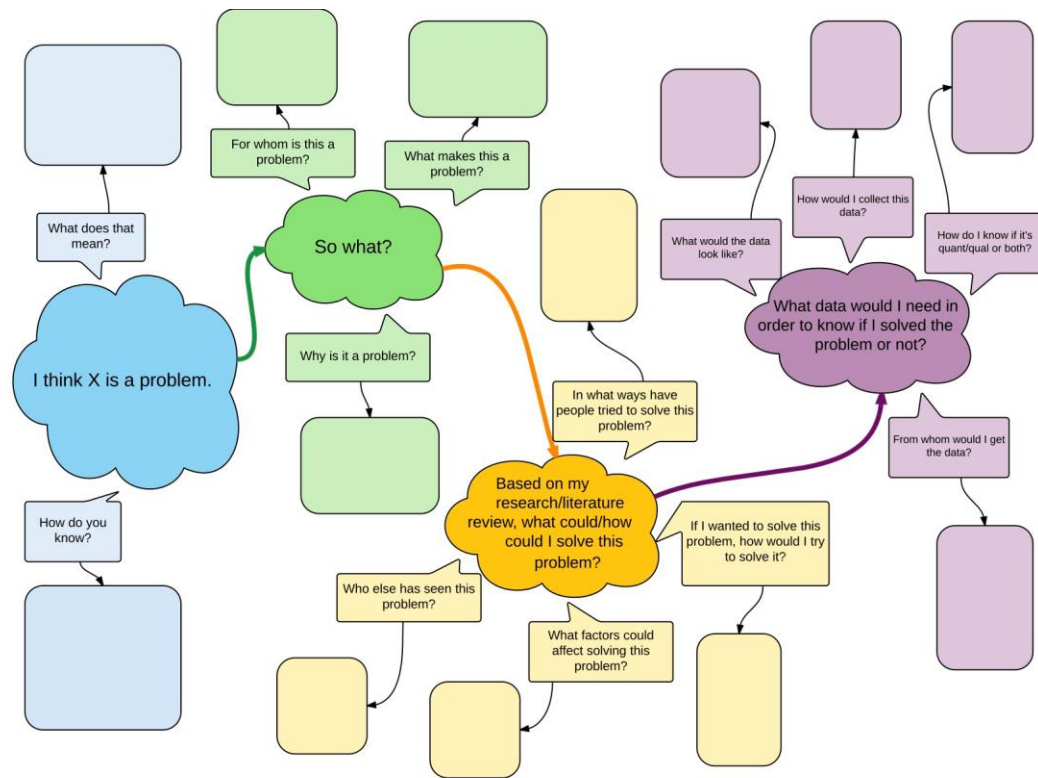 What does that
mean?
I think X is a problem.
How do you
know?
For whom is this a
problem?
What makes this a
problem?
So what?
Why is it a problem?
In what ways have
people tried to solve this
problem?
Based on my
research/literature
review, what could/how
could I solve this
problem?
Who else has seen this
problem?
What factors could
affect solving this
problem?
If I wanted to solve this
problem, how would I try
to solve it?
What would the data
look like?
How would I collect this
data?
How do I know if it's
quant/qual or both?
What data would I need in
order to know if I solved the
problem or not?
From whom would I get
the data?